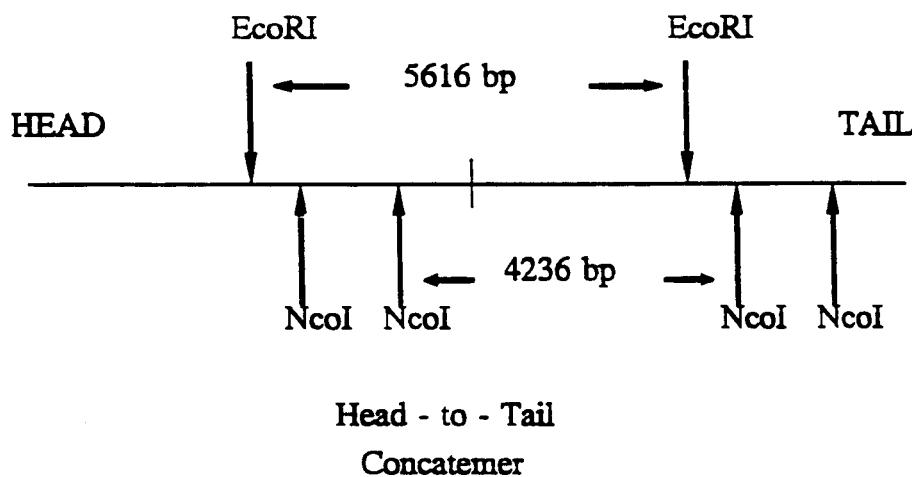 EcoRI EcoRI
5616 bp
HEAD TAIL
4236 bp
NcoI NcoI NcoI NcoI
Head - to - Tail
Concatemer